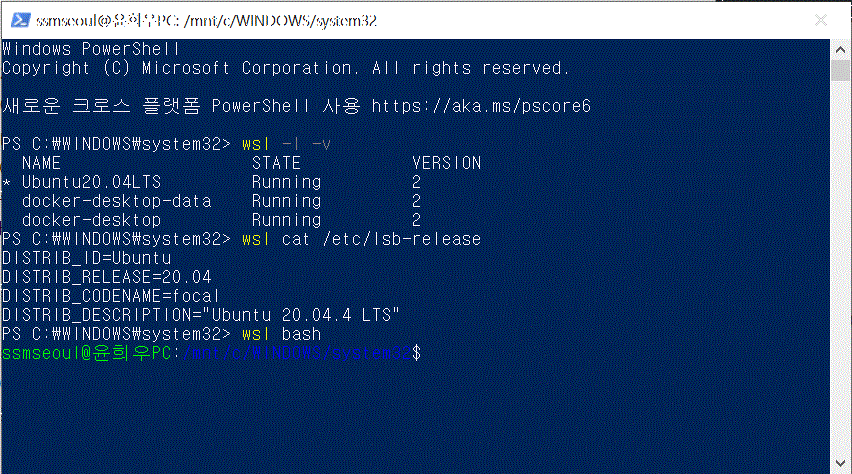 ssmseoul@윤희우PC: /mnt/c/WINDOWS/system32
Windows PowerShell
Copyright (C) Microsoft Corporation. All rights reserved.
새로운 크로스 플랫폼 PowerShell 사용 https://aka.ms/pscore6
PS C:₩WINDOWS₩system32> wsl -l -v
NAME STATE VERSION
* Ubuntu20.04LTS Running 2
docker-desktop-data Running 2
docker-desktop Running 2
PS C:₩WINDOWS₩system32> wsl cat /etc/lsb-release
DISTRIB_ID=Ubuntu
DISTRIB_RELEASE=20.04
DISTRIB_CODENAME=focal
DISTRIB_DESCRIPTION="Ubuntu 20.04.4 LTS"
PS C:₩WINDOWS₩system32> wsl bash
ssmseoul@윤희우PC:/mnt/c/WINDOWS/system32$